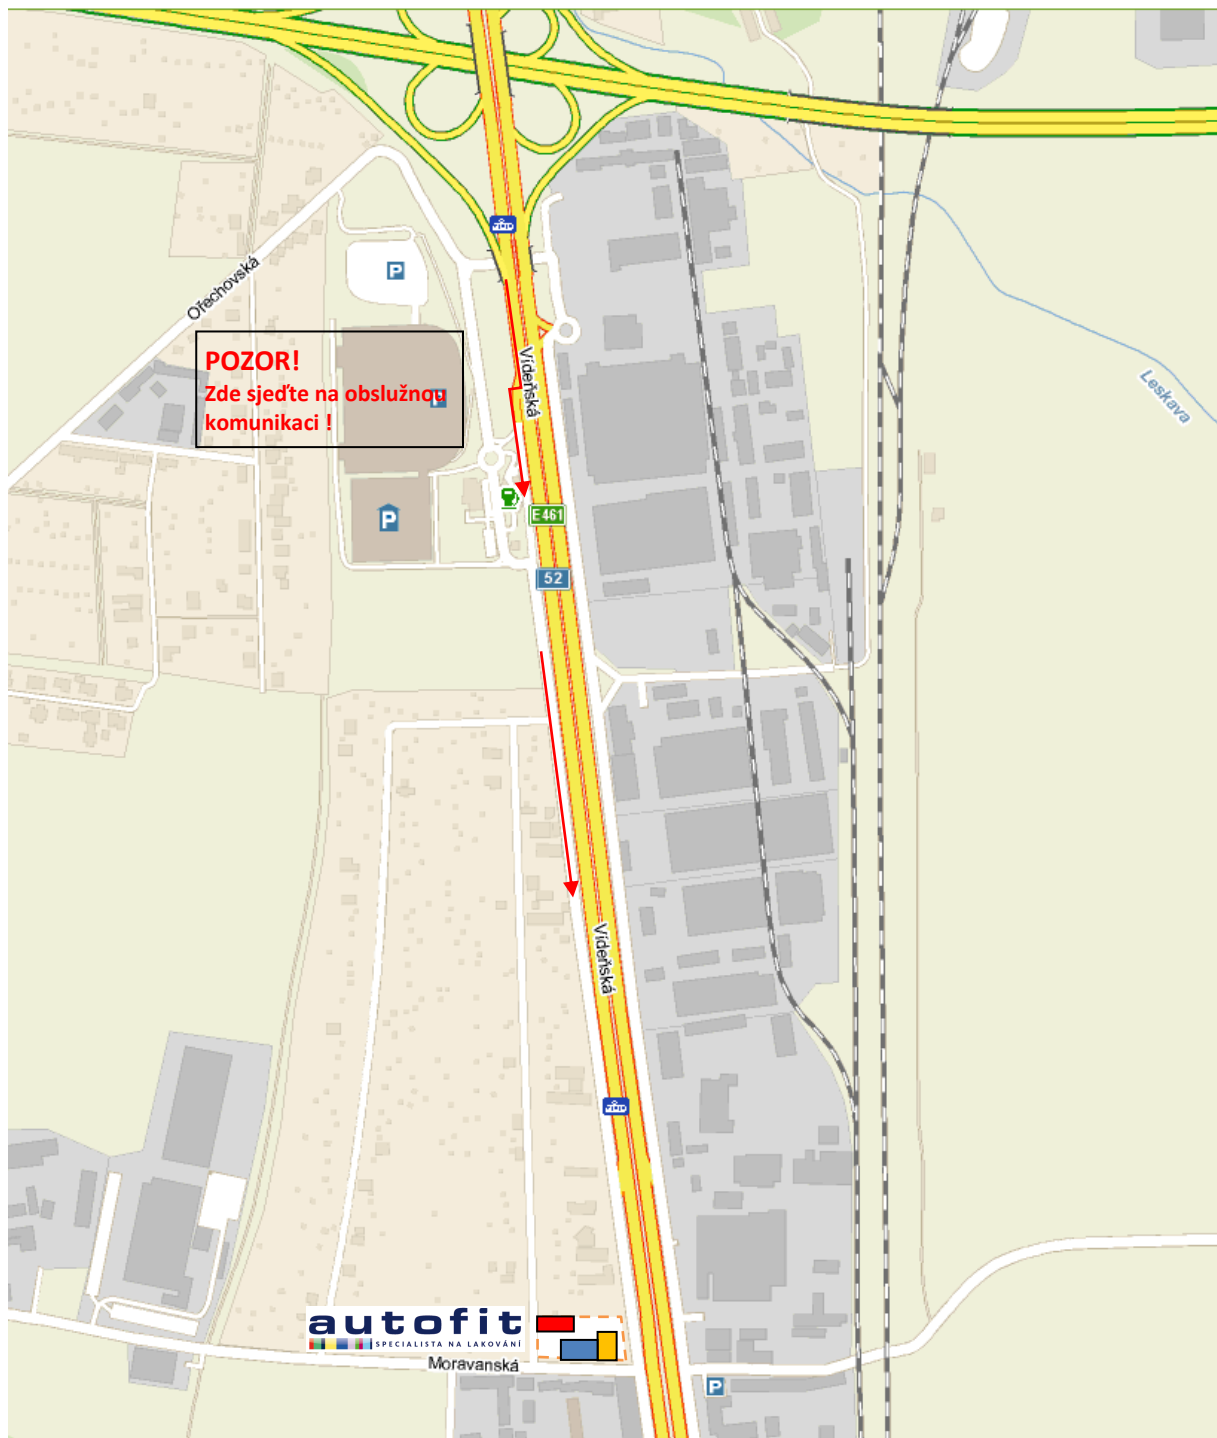 P
Ořechovská
POZOR!
Zde sjeďte na obslužnou
komunikaci !
P
Vídeňská
Leskava
P
E461
52
Vídeňská
autofit
SPECIALISTA NA LAKOVÁNÍ
Moravanská
P